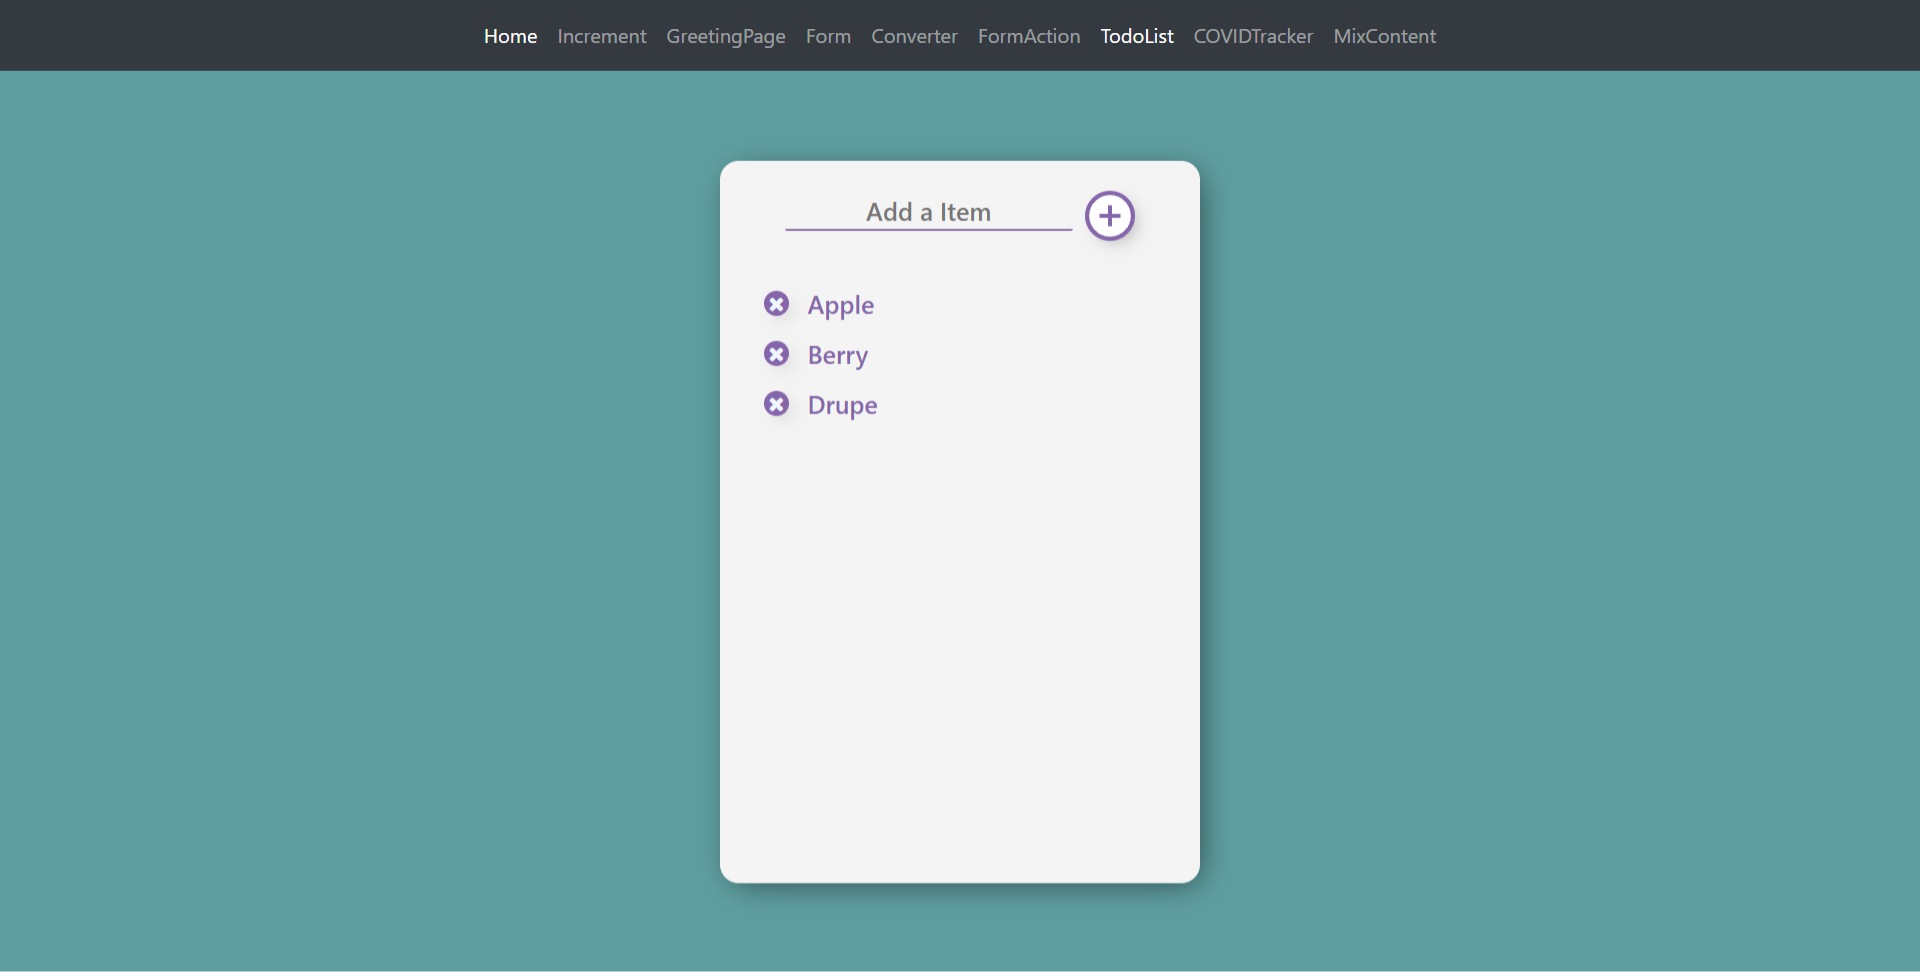 Home Increment GreetingPage Form Converter FormAction TodoList COVIDTracker MixContent
Add a Item
Apple
Berry
Drupe